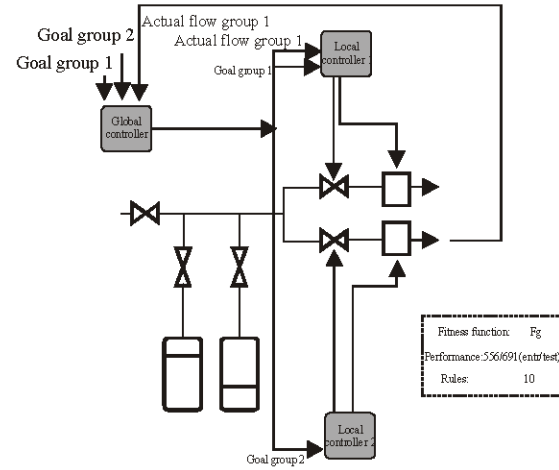 Actual flow group 1
Goal group 2
Actual flow group 1
Goal group 1
Goal group 1
Local
controller 1
Global
controller
Fitness function: Fg
Performance:556/691(entr/test)
Rules: 10
Local
controller 2
Goal group 2